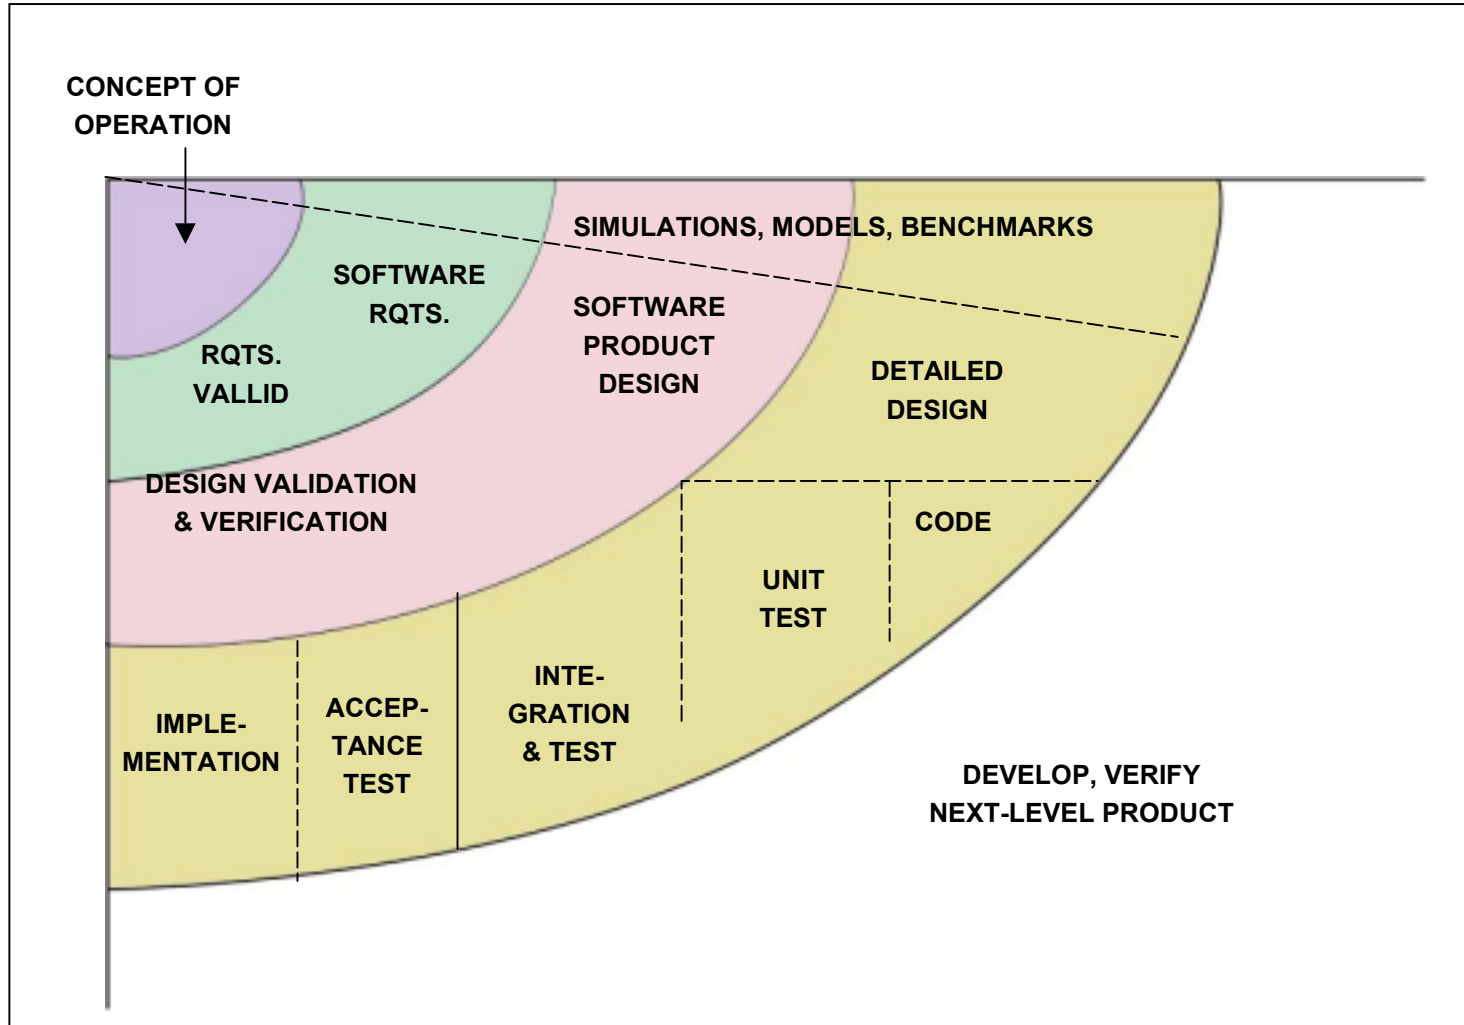 CONCEPT OF
OPERATION
SIMULATIONS, MODELS, BENCHMARKS
SOFTWARE
RQTS.
SOFTWARE
PRODUCT
DESIGN
RQTS.
VALLID
DETAILED
DESIGN
DESIGN VALIDATION
& VERIFICATION
CODE
UNIT
TEST
INTE-
GRATION
& TEST
ACCEP-
TANCE
TEST
IMPLE-
MENTATION
DEVELOP, VERIFY
NEXT-LEVEL PRODUCT